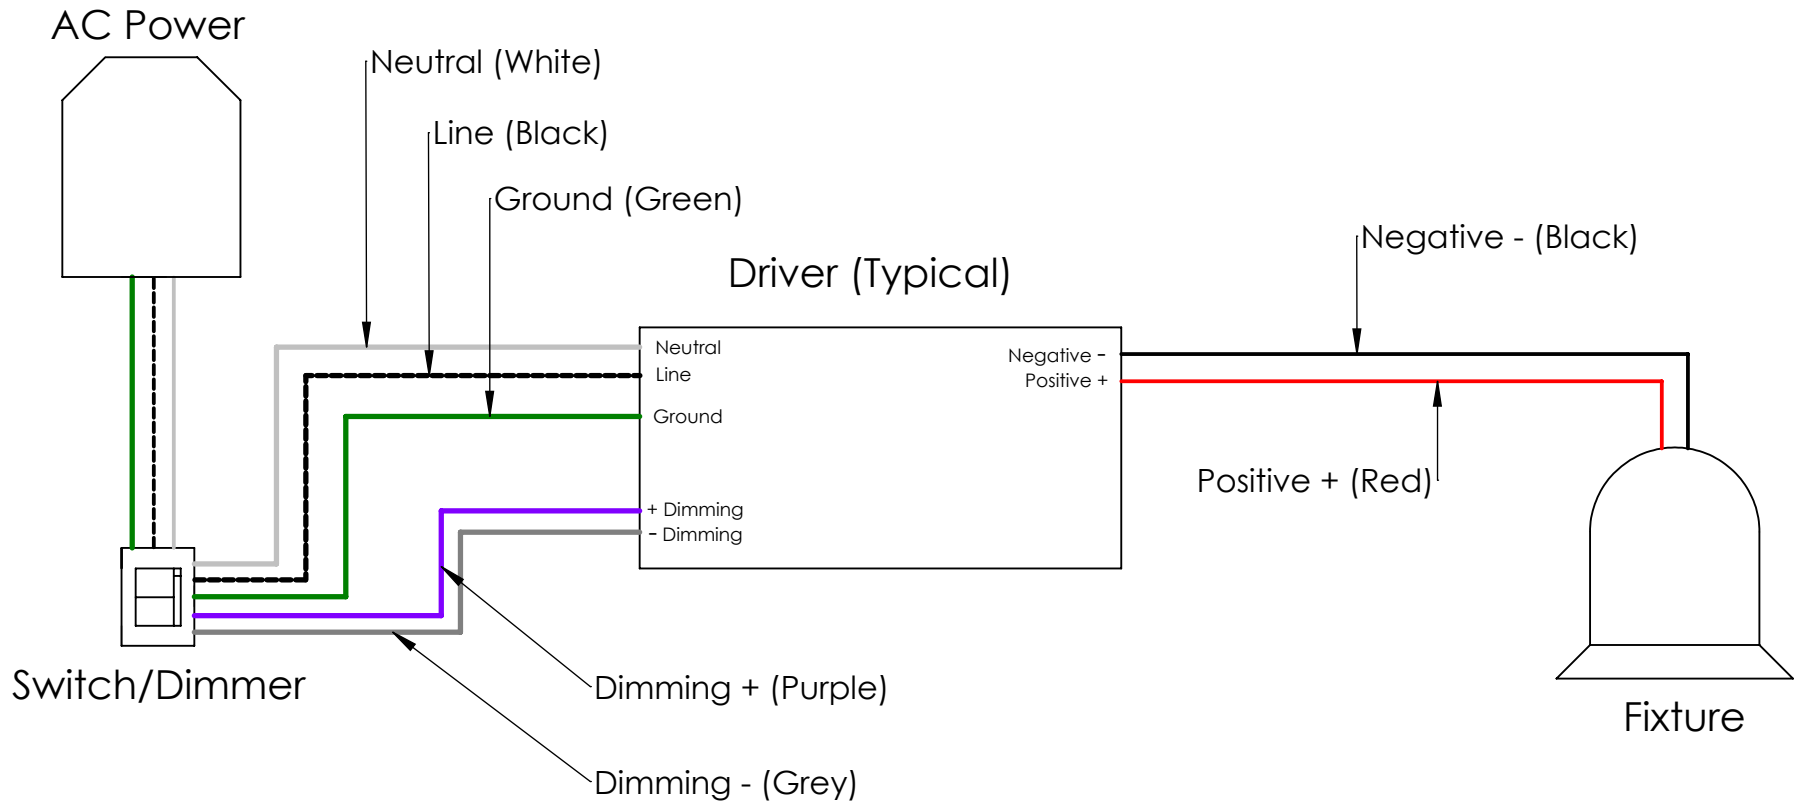 AC Power
Neutral (White)
Line (Black)
Ground (Green)
Negative - (Black)
Driver (Typical)
Neutral
Line
Ground
+ Dimming
- Dimming
Negative -
Positive +
Positive + (Red)
Switch/Dimmer
Dimming + (Purple)
Dimming - (Grey)
Fixture